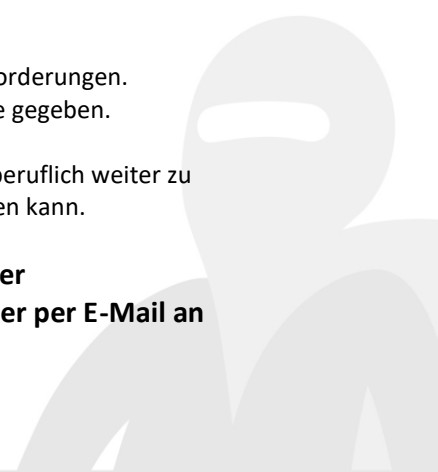 orderungen.
e gegeben.
beruflich weiter zu
en kann.
er
er per E-Mail an